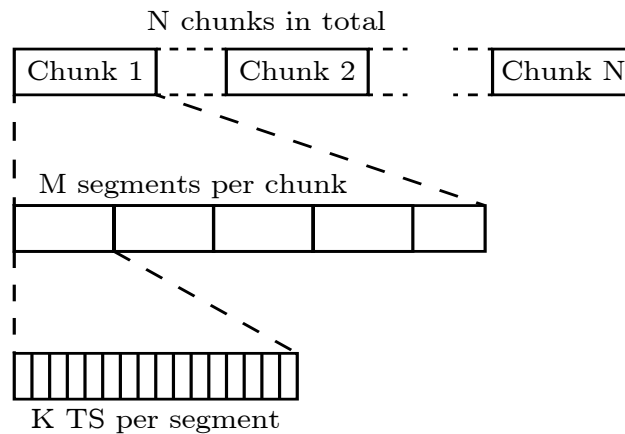 N chunks in total
Chunk 1 Chunk 2 Chunk N
M segments per chunk
K TS per segment